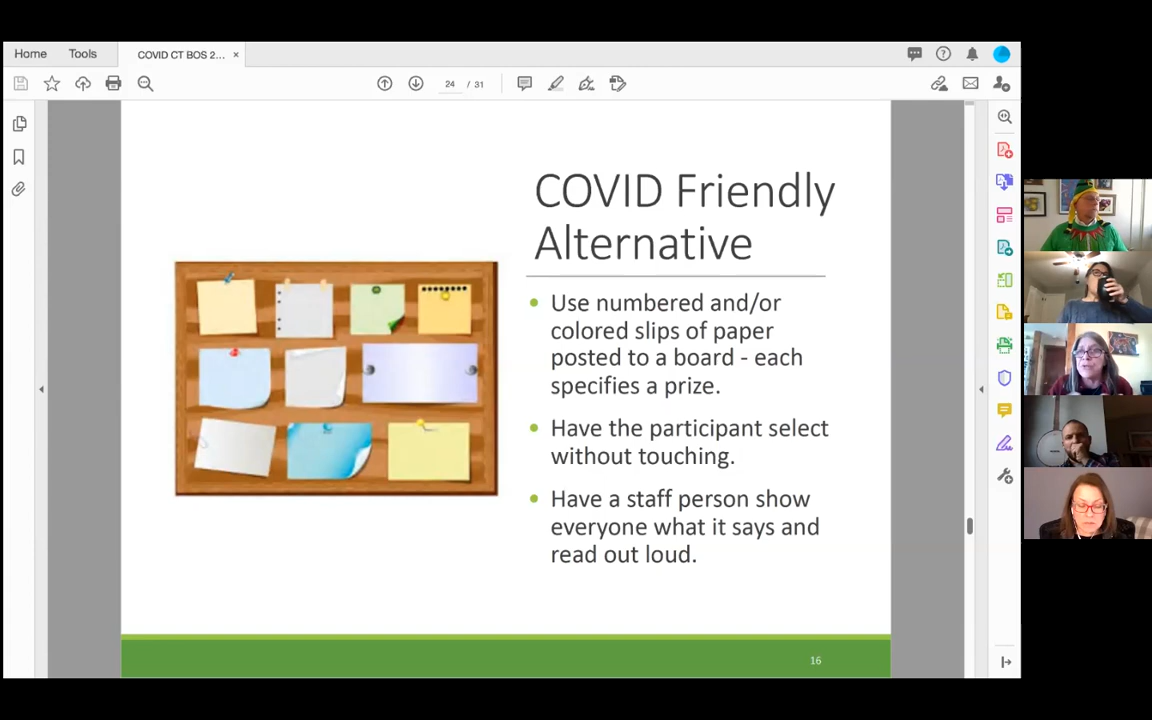 Home Tools COVID CT BOS 2... ×
24 / 31
COVID Friendly
Alternative
• Use numbered and/or
colored slips of paper
posted to a board - each
specifies a prize.
• Have the participant select
without touching.
• Have a staff person show
everyone what it says and
read out loud.
16